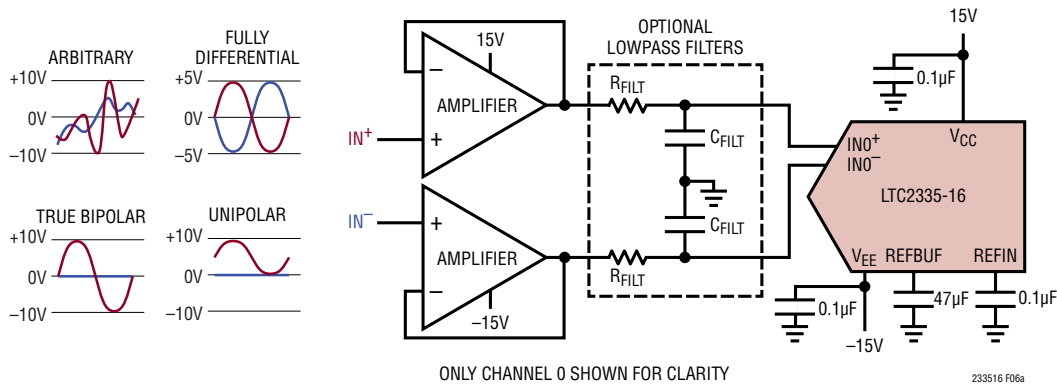 ARBITRARY
+10V
0V
–10V
FULLY
DIFFERENTIAL
+5V
0V
–5V
TRUE BIPOLAR
+10V
0V
–10V
UNIPOLAR
+10V
0V
–10V
15V
–
AMPLIFIER
+
IN+
IN–
+
AMPLIFIER
–
–15V
OPTIONAL
LOWPASS FILTERS
RFILT
CFILT
CFILT
RFILT
15V
0.1µF
IN0+
IN0–
VCC
LTC2335-16
VEE
REFBUF
REFIN
0.1µF
47µF
0.1µF
–15V
ONLY CHANNEL 0 SHOWN FOR CLARITY
233516 F06a